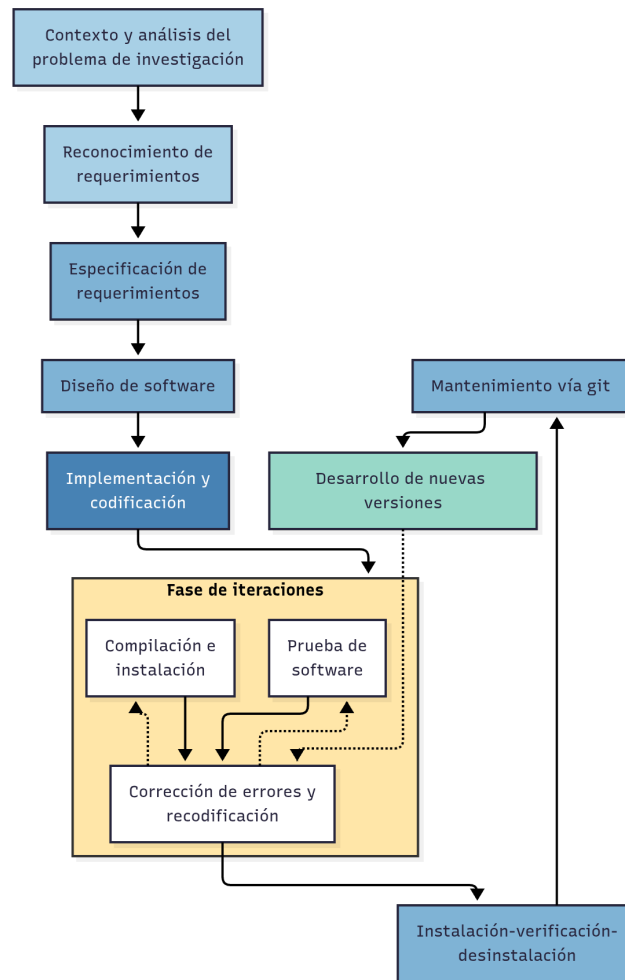 Contexto y análisis del
problema de investigación
Reconocimiento de
requerimientos
Especificación de
requerimientos
Diseño de software
Mantenimiento vía git
Implementación y
codificación
Desarrollo de nuevas
versiones
Fase de iteraciones
Compilación e
instalación
Prueba de
software
Corrección de errores y
recodificación
Instalación-verificación-
desinstalación